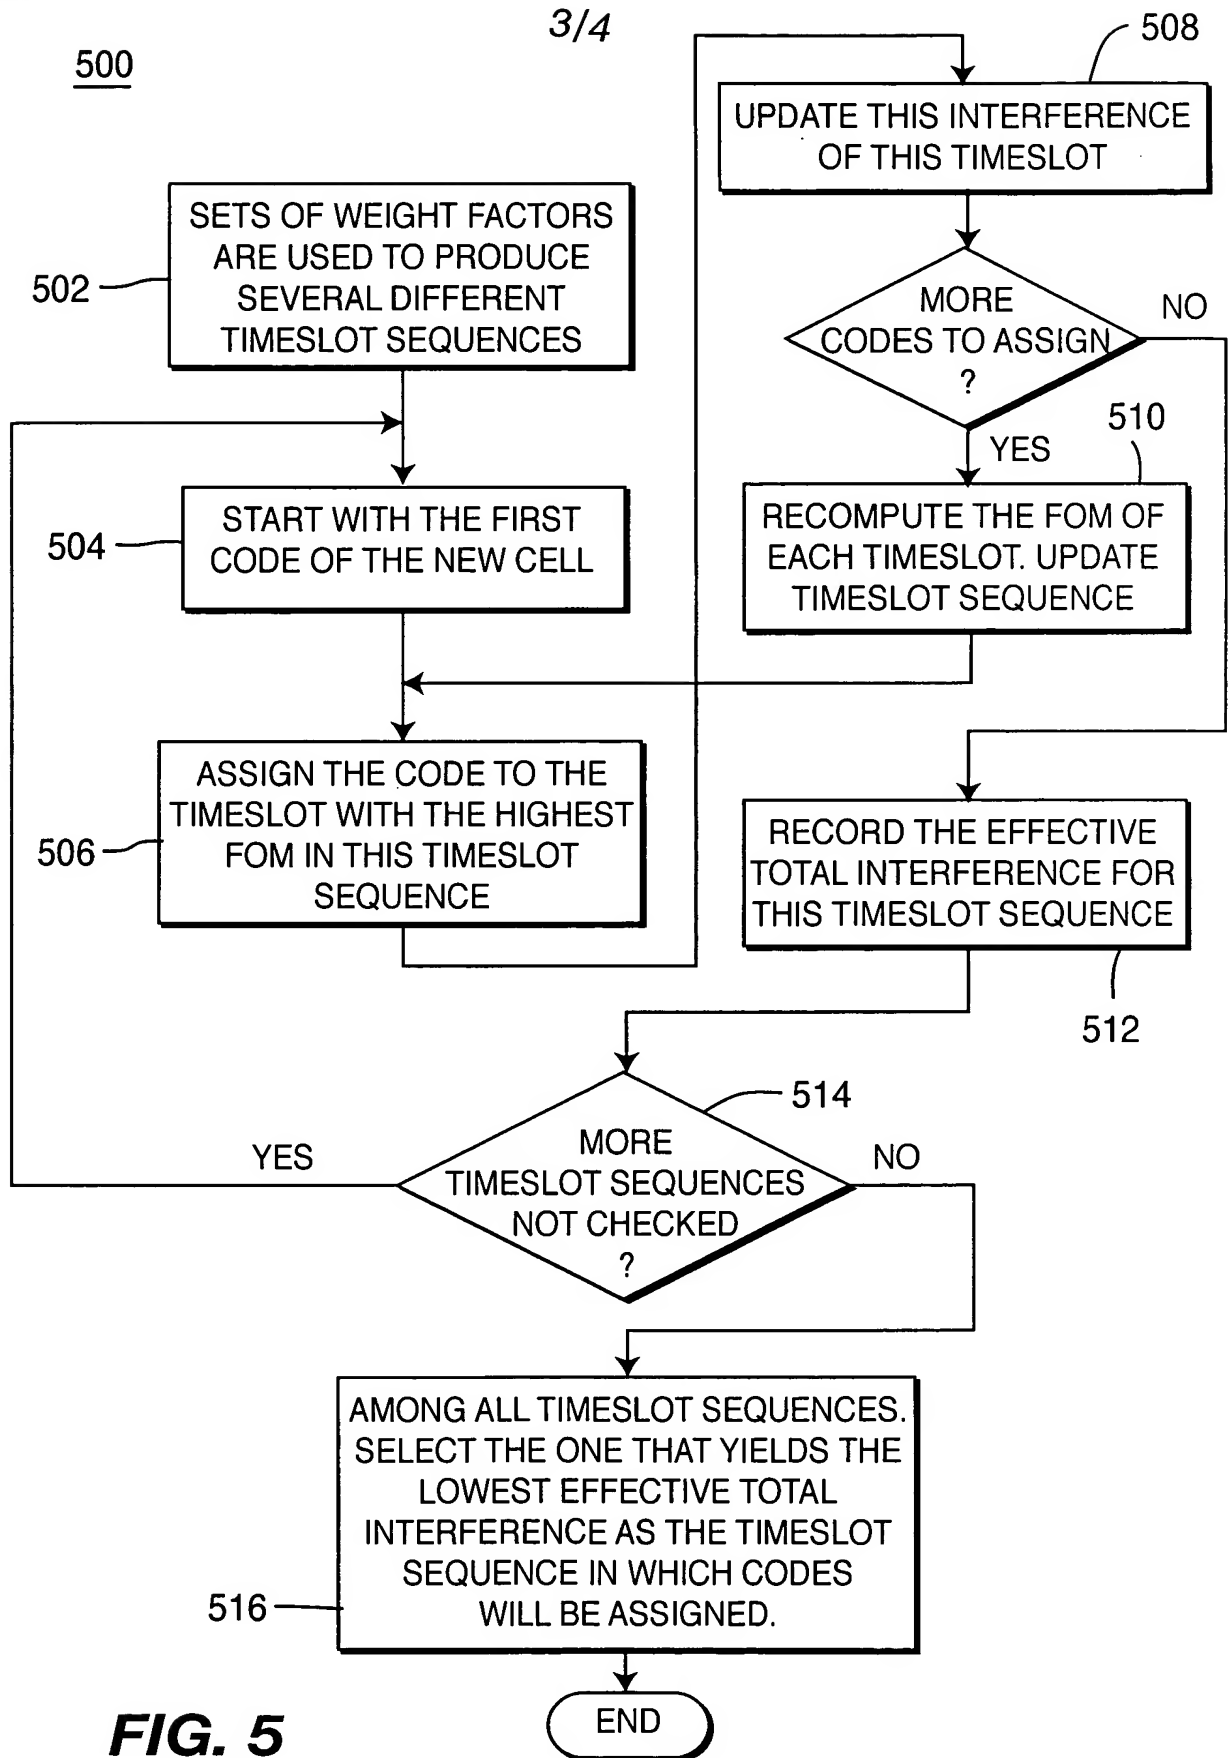 3/4
500
508
UPDATE THIS INTERFERENCE
OF THIS TIMESLOT
SETS OF WEIGHT FACTORS
ARE USED TO PRODUCE
SEVERAL DIFFERENT
TIMESLOT SEQUENCES
502
MORE
CODES TO ASSIGN
?
NO
YES
510
START WITH THE FIRST
CODE OF THE NEW CELL
504
RECOMPUTE THE FOM OF
EACH TIMESLOT. UPDATE
TIMESLOT SEQUENCE
ASSIGN THE CODE TO THE
TIMESLOT WITH THE HIGHEST
FOM IN THIS TIMESLOT
SEQUENCE
506
RECORD THE EFFECTIVE
TOTAL INTERFERENCE FOR
THIS TIMESLOT SEQUENCE
512
514
MORE
TIMESLOT SEQUENCES
NOT CHECKED
?
YES
NO
AMONG ALL TIMESLOT SEQUENCES.
SELECT THE ONE THAT YIELDS THE
LOWEST EFFECTIVE TOTAL
INTERFERENCE AS THE TIMESLOT
SEQUENCE IN WHICH CODES
WILL BE ASSIGNED.
516
END
FIG. 5